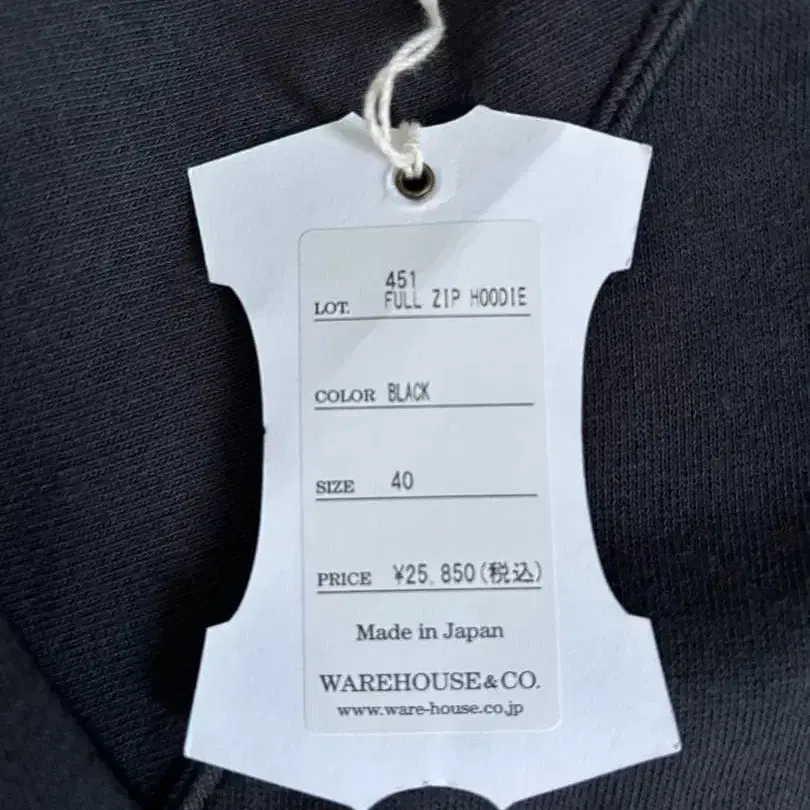 451
LOT. FULL ZIP HOODIE
COLOR BLACK
SIZE 40
PRICE ¥25,850(税込)
Made in Japan
WAREHOUSE&CO.
www.ware-house.co.jp